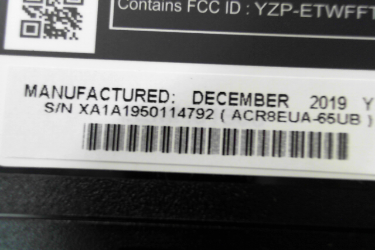 Contains FCC ID : YZP-ETWFFT
MANUFACTURED: DECEMBER 2019 Y
S/N XA1A1950114792 ( ACR8EUA-65UB )